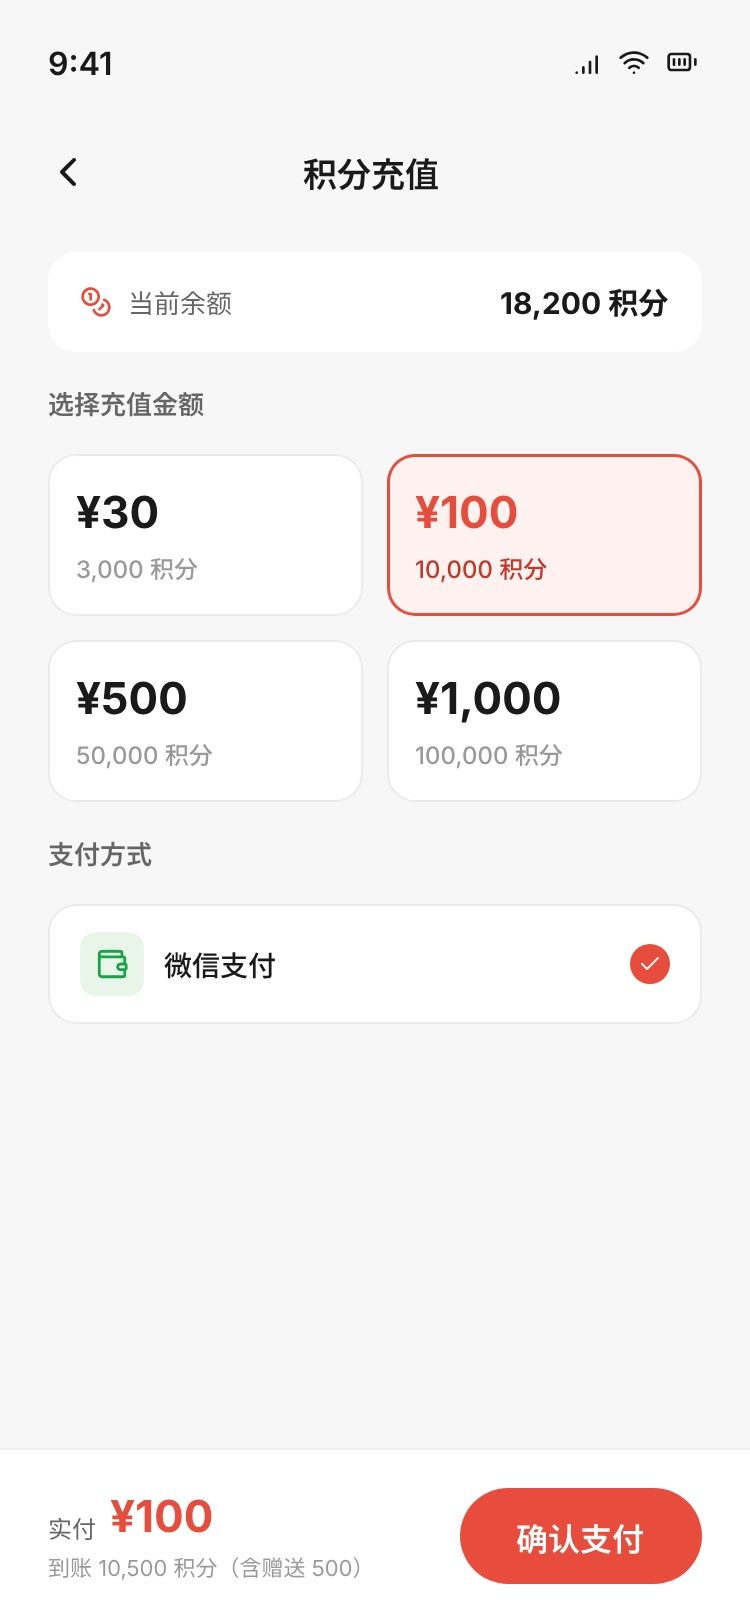 9:41
积分充值
当前余额 18,200 积分
选择充值金额
¥30 ¥100
3,000 积分 10,000 积分
¥500 ¥1,000
50,000 积分 100,000 积分
支付方式
微信支付
实付 ¥100
到账 10,500 积分（含赠送 500）
确认支付